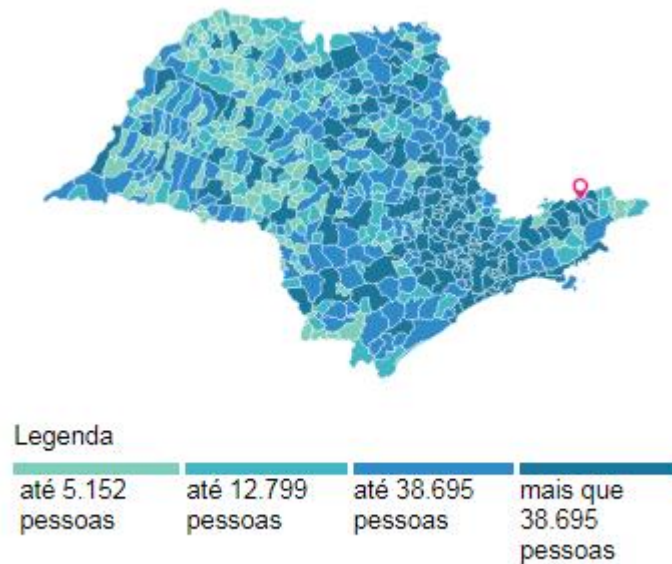 Legenda
até 5.152
pessoas
até 12.799
pessoas
até 38.695
pessoas
mais que
38.695
pessoas